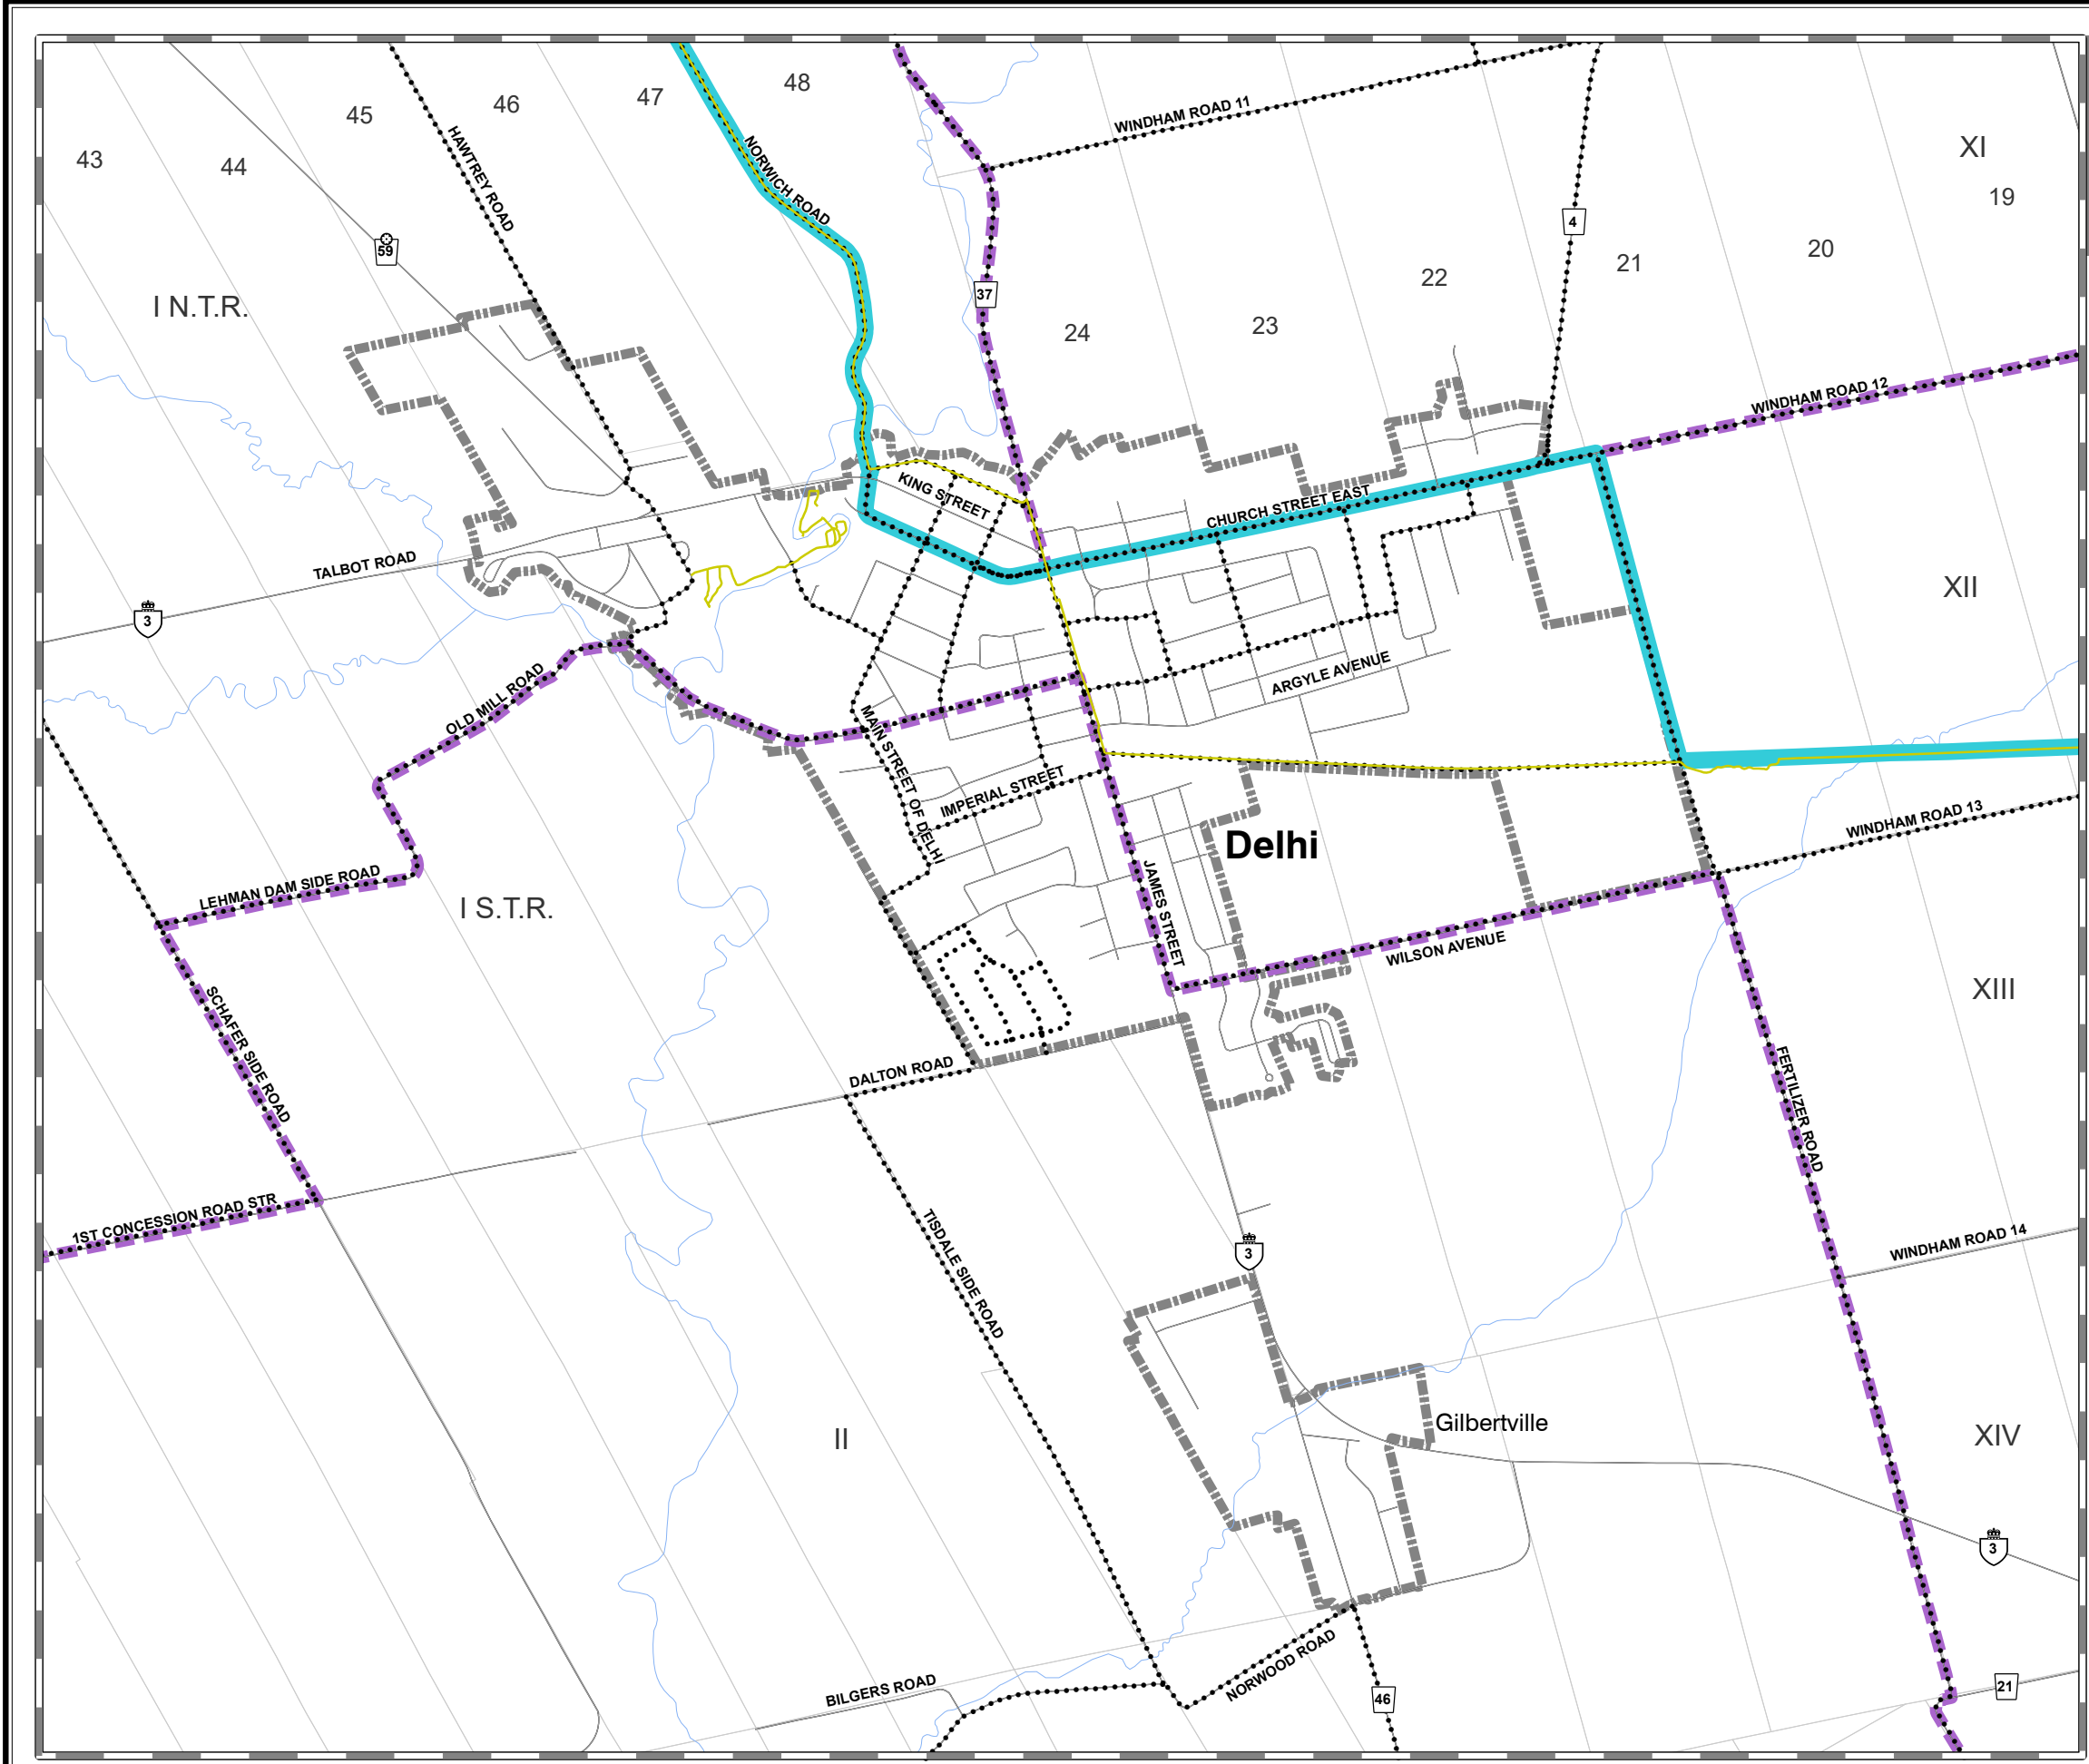 48
47
46
45
43
44
HAWTREY ROAD
NORWICH ROAD
WINDHAM ROAD 11
XI
19
4
20
21
22
59
37
I N.T.R.
24
23
WINDHAM ROAD 12
KING STREET
CHURCH STREET EAST
TALBOT ROAD
3
XII
OLD MILL ROAD
ARGYLE AVENUE
MAIN STREET OF DELHI
IMPERIAL STREET
WINDHAM ROAD 13
Delhi
LEHMAN DAM SIDE ROAD
I S.T.R.
JAMES STREET
WILSON AVENUE
XIII
SCHAFER SIDE ROAD
DALTON ROAD
FERTILIZER ROAD
1ST CONCESSION ROAD STR
TISDALE SIDE ROAD
3
WINDHAM ROAD 14
II
Gilbertville
XIV
3
BILGERS ROAD
NORWOOD ROAD
46
21